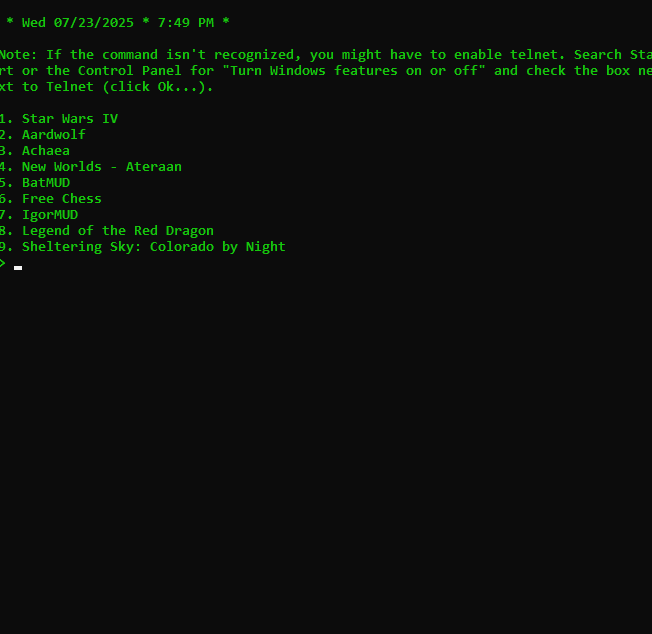 * Wed 07/23/2025 * 7:49 PM *
Note: If the command isn't recognized, you might have to enable telnet. Search Sta
rt or the Control Panel for "Turn Windows features on or off" and check the box ne
xt to Telnet (click Ok...).
1. Star Wars IV
2. Aardwolf
3. Achaea
4. New Worlds - Ateraan
5. BatMUD
6. Free Chess
7. IgorMUD
8. Legend of the Red Dragon
9. Sheltering Sky: Colorado by Night
>